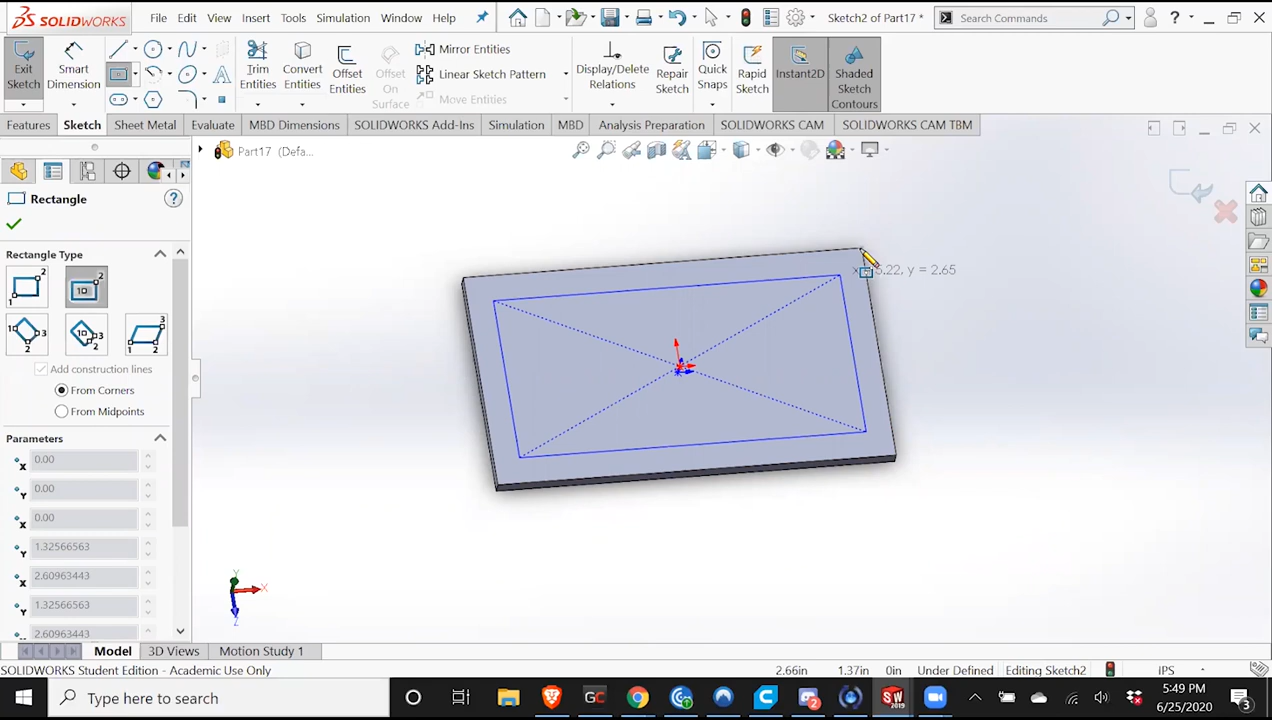 SOLIDWORKS
File Edit View Insert Tools Simulation Window Help
Sketch2 of Part17 *
Search Commands
Exit Sketch
Smart Dimension
Trim Entities
Convert Entities
Offset Entities
Offset On Surface
Mirror Entities
Linear Sketch Pattern
Move Entities
Display/Delete Relations
Repair Sketch
Quick Snaps
Rapid Sketch
Instant2D
Shaded Sketch Contours
Features Sketch Sheet Metal Evaluate MBD Dimensions SOLIDWORKS Add-Ins Simulation MBD Analysis Preparation SOLIDWORKS CAM SOLIDWORKS CAM TBM
Part17 (Defa...
Rectangle
Rectangle Type
Add construction lines
From Corners
From Midpoints
Parameters
0.00
0.00
0.00
1.32566563
2.60963443
1.32566563
2.60963443
5.22, y = 2.65
Y
X
Z
Model 3D Views Motion Study 1
SOLIDWORKS Student Edition - Academic Use Only
2.66in 1.37in 0in Under Defined Editing Sketch2 IPS
Type here to search
5:49 PM
6/25/2020